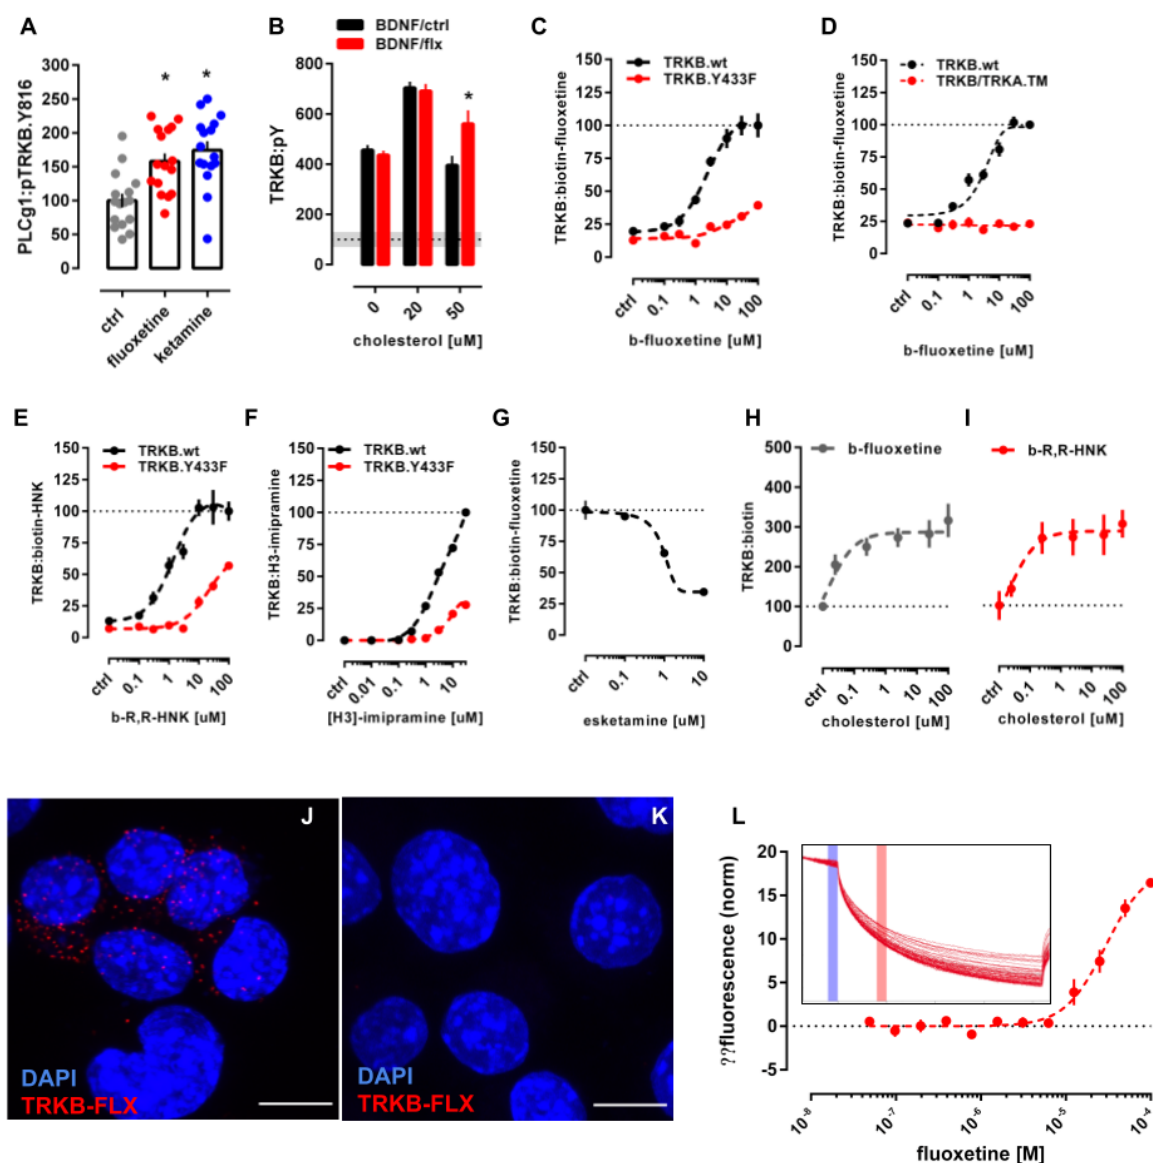 A
PLCg1:pTRKB.Y816
300
250
200
150
100
50
0
*
*
ctrl
fluoxetine
ketamine
B
BDNF/ctrl
BDNF/flx
TRKB:pY
800
600
400
200
0
800
*
0
20
50
cholesterol [uM]
C
TRKB.wt
TRKB.Y433F
TRKB:biotin-fluoxetine
150
125
100
75
50
25
0
ctrl
0.1
1
10
100
b-fluoxetine [uM]
D
TRKB.wt
TRKB/TRKA.TM
TRKB:biotin-fluoxetine
150
125
100
75
50
25
0
ctrl
0.1
1
10
100
b-fluoxetine [uM]
E
TRKB.wt
TRKB.Y433F
TRKB:biotin-HNK
150
125
100
75
50
25
0
ctrl
0.1
1
10
100
b-R,R-HNK [uM]
F
TRKB.wt
TRKB.Y433F
TRKB:H3-imipramine
150
125
100
75
50
25
0
ctrl
0.01
0.1
1
10
[H3]-imipramine [uM]
G
TRKB:biotin-fluoxetine
150
125
100
75
50
25
0
ctrl
0.1
1
10
esketamine [uM]
H
b-fluoxetine
TRKB:biotin
500
400
300
200
100
0
ctrl
0.1
1
10
100
cholesterol [uM]
I
b-R,R-HNK
ctrl
0.1
1
10
100
cholesterol [uM]
J
DAPI
TRKB-FLX
K
DAPI
TRKB-FLX
L
??fluorescence (norm)
20
15
10
5
0
-5
10-8
10-7
10-6
10-5
10-4
fluoxetine [M]